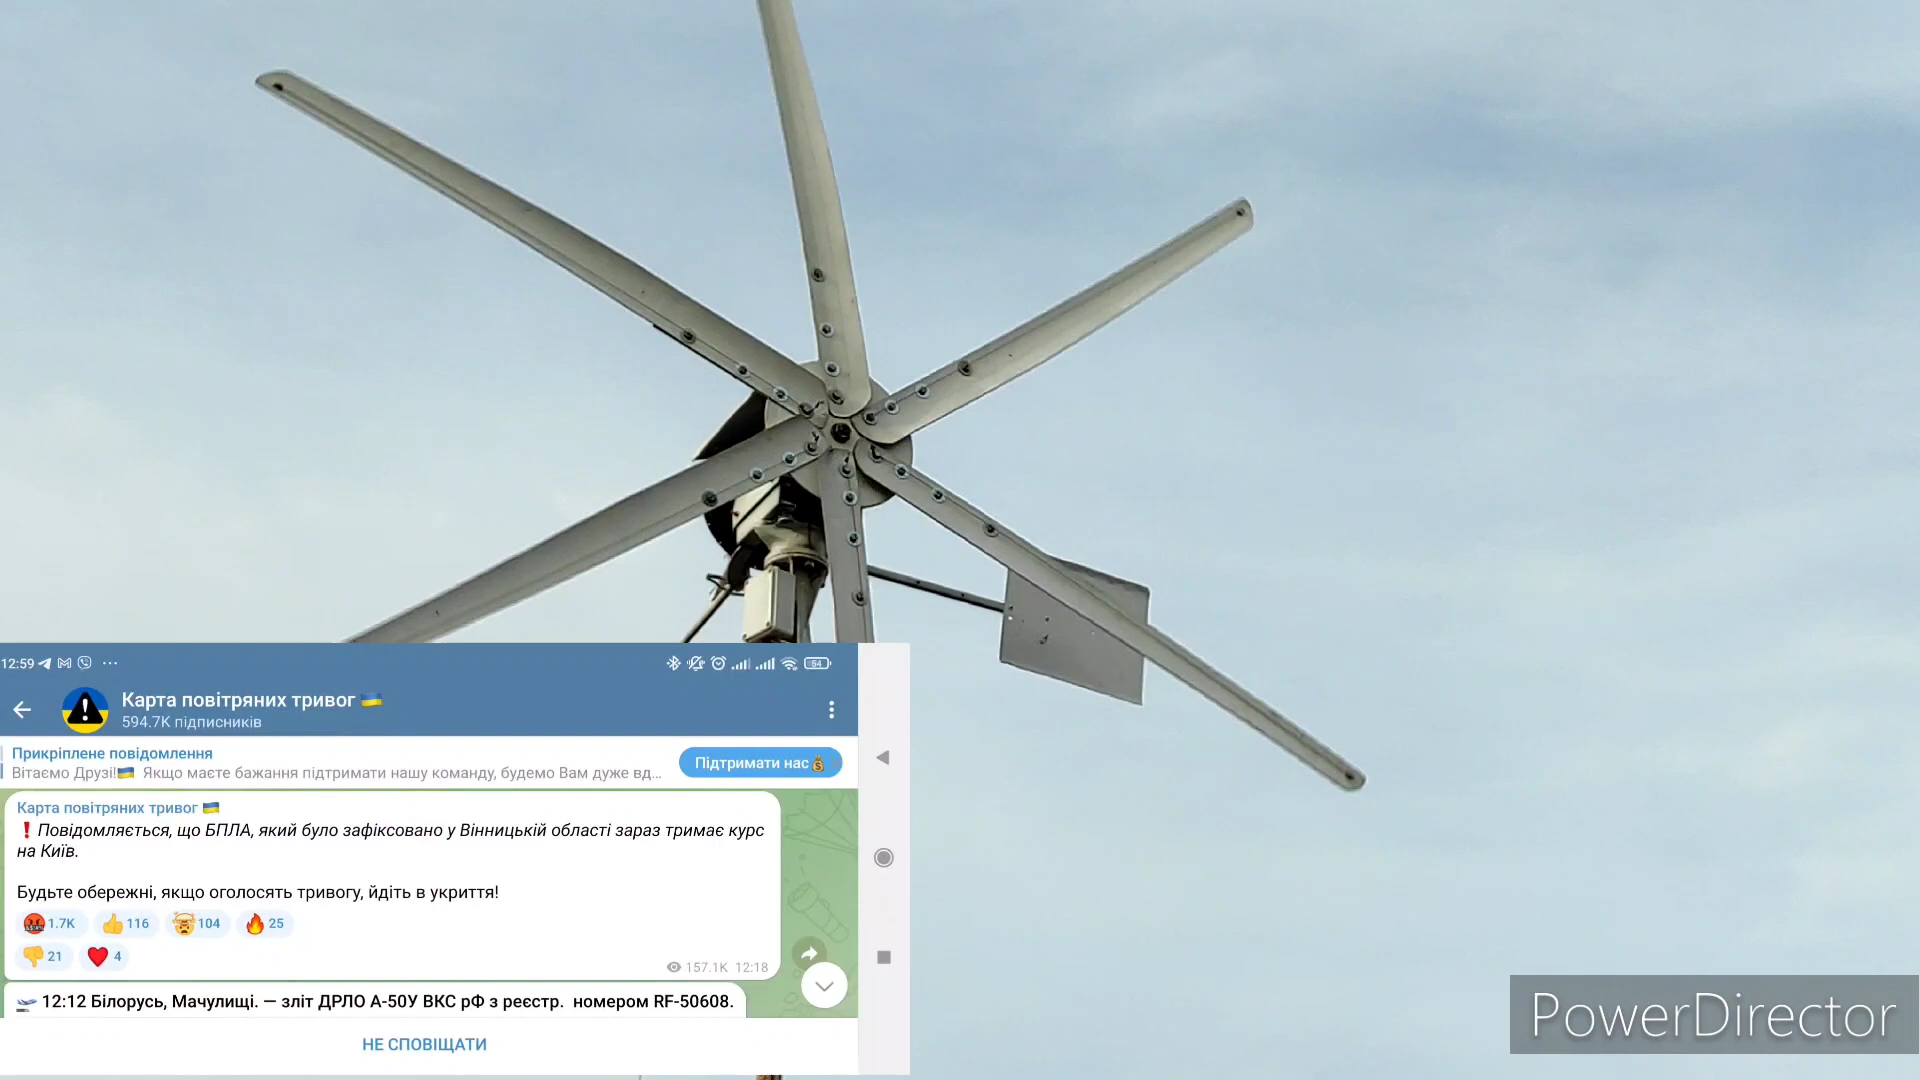 12:59
Карта повітряних тривог
594.7K підписників
Прикріплене повідомлення
Вітаємо Друзі! Якщо маєте бажання підтримати нашу команду, будемо Вам дуже вд...
Підтримати нас
Карта повітряних тривог
❗Повідомляється, що БПЛА, який було зафіксовано у Вінницькій області зараз тримає курс
на Київ.
Будьте обережні, якщо оголосять тривогу, йдіть в укриття!
1.7K 116 104 25
21 4
157.1K 12:18
12:12 Білорусь, Мачулищі. — зліт ДРЛО А-50У ВКС рФ з реєстр. номером RF-50608.
НЕ СПОВІЩАТИ
54
PowerDirector